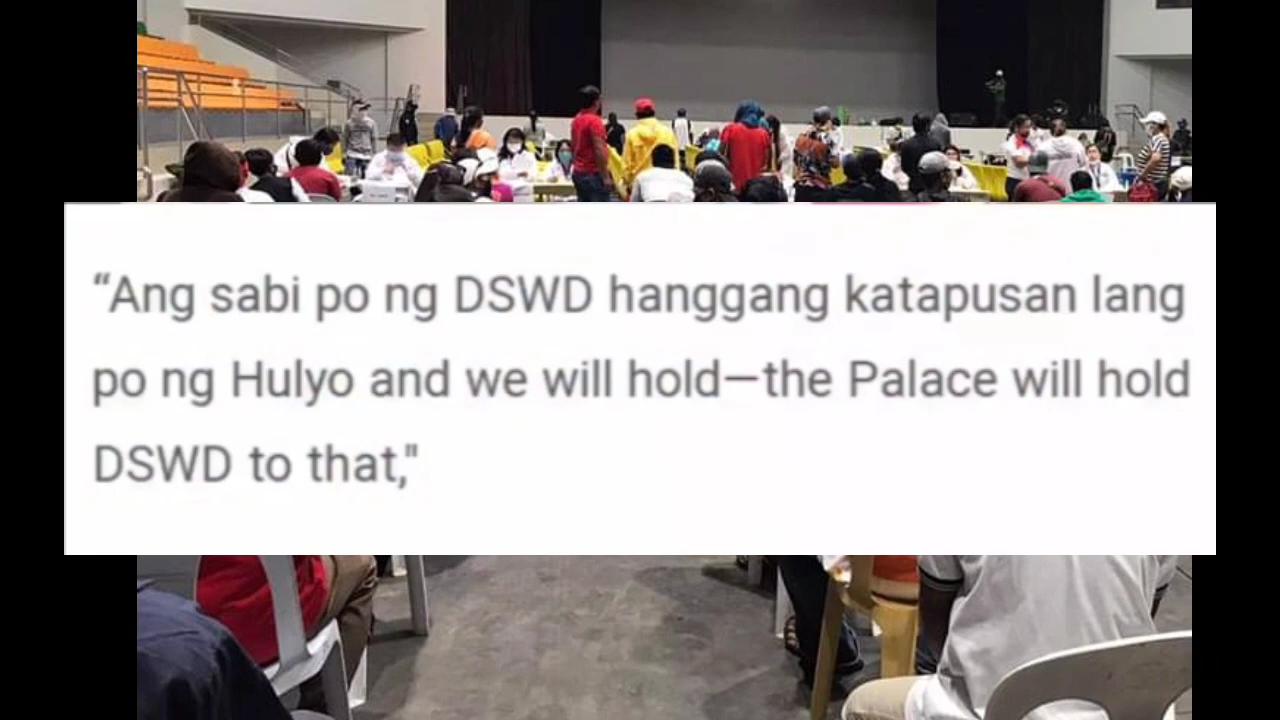 “Ang sabi po ng DSWD hanggang katapusan lang
po ng Hulyo and we will hold—the Palace will hold
DSWD to that,"